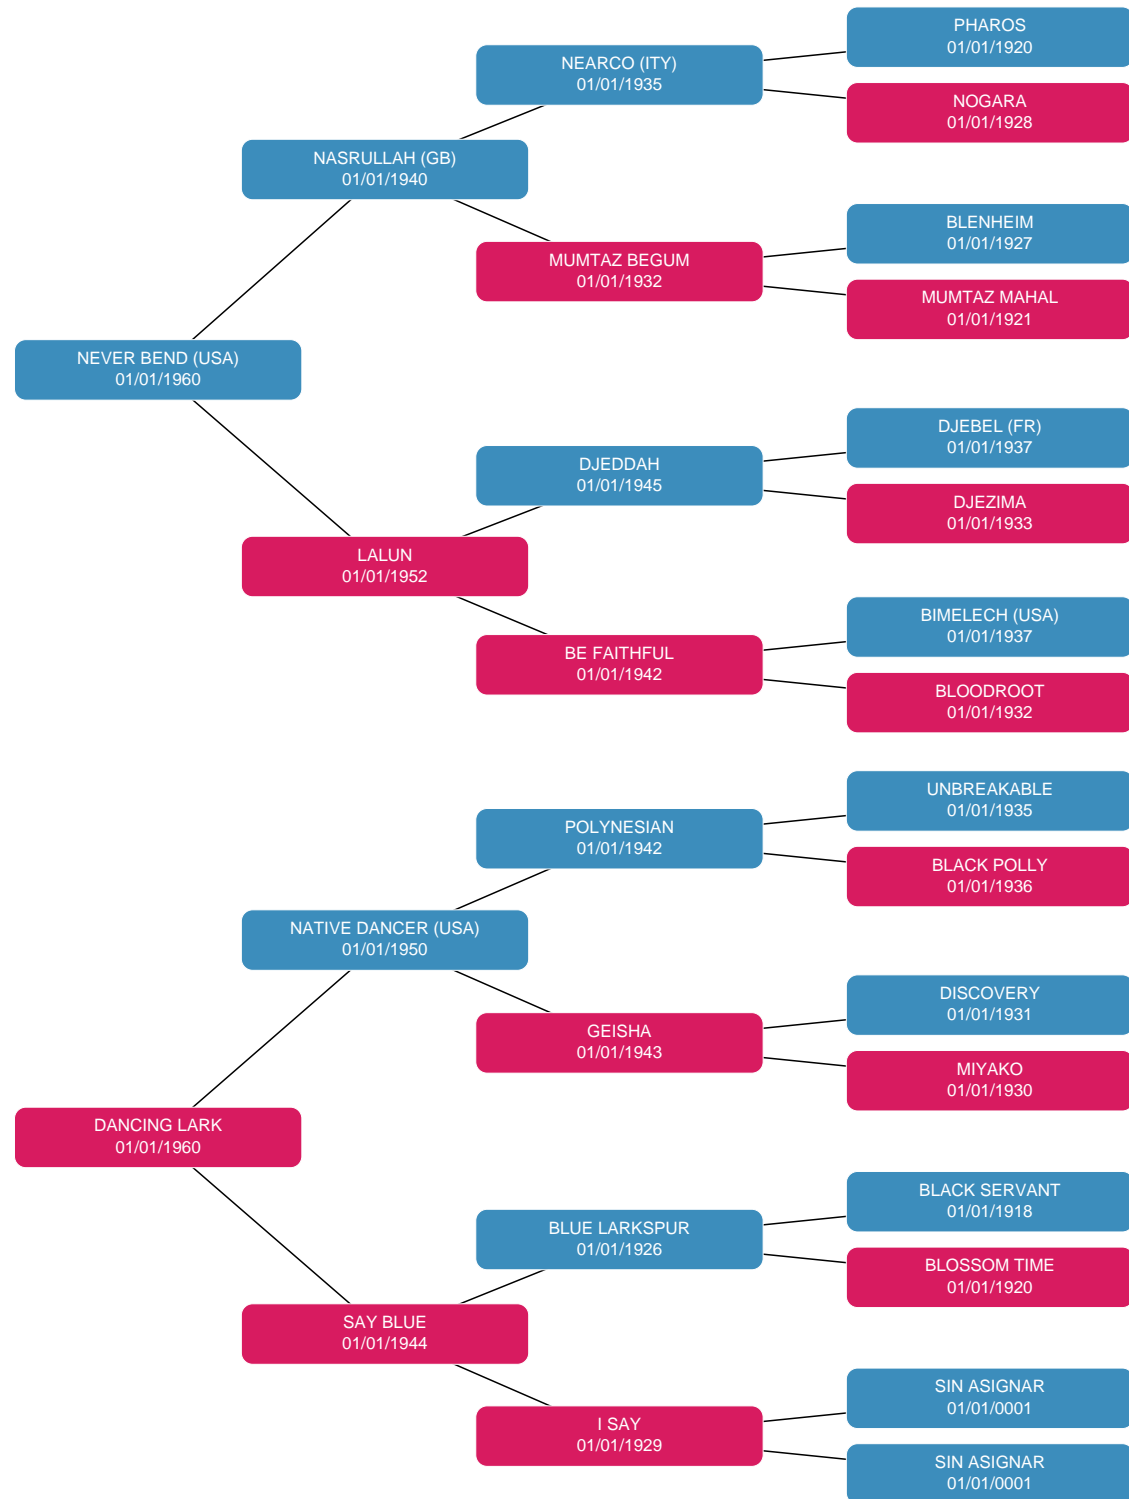 PHAROS
01/01/1920
NEARCO (ITY)
01/01/1935
NOGARA
01/01/1928
NASRULLAH (GB)
01/01/1940
BLENHEIM
01/01/1927
MUMTAZ BEGUM
01/01/1932
MUMTAZ MAHAL
01/01/1921
NEVER BEND (USA)
01/01/1960
DJEBEL (FR)
01/01/1937
DJEDDAH
01/01/1945
DJEZIMA
01/01/1933
LALUN
01/01/1952
BIMELECH (USA)
01/01/1937
BE FAITHFUL
01/01/1942
BLOODROOT
01/01/1932
UNBREAKABLE
01/01/1935
POLYNESIAN
01/01/1942
BLACK POLLY
01/01/1936
NATIVE DANCER (USA)
01/01/1950
DISCOVERY
01/01/1931
GEISHA
01/01/1943
MIYAKO
01/01/1930
DANCING LARK
01/01/1960
BLACK SERVANT
01/01/1918
BLUE LARKSPUR
01/01/1926
BLOSSOM TIME
01/01/1920
SAY BLUE
01/01/1944
SIN ASIGNAR
01/01/0001
I SAY
01/01/1929
SIN ASIGNAR
01/01/0001